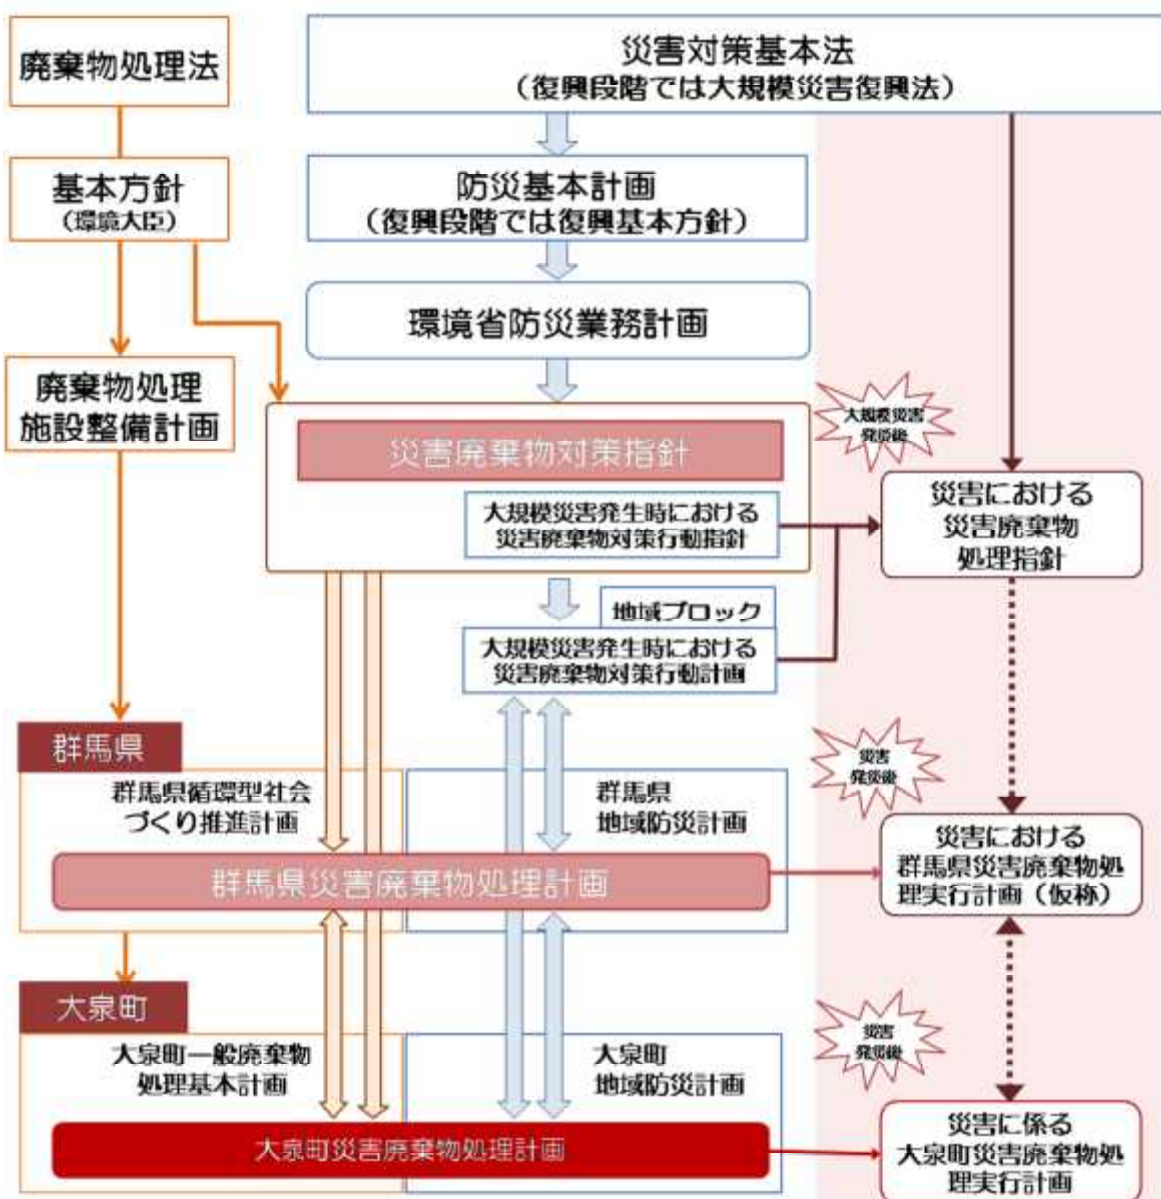 廃棄物処理法
災害対策基本法
（復興段階では大規模災害復興法）
基本方針
（環境大臣）
防災基本計画
（復興段階では復興基本方針）
環境省防災業務計画
廃棄物処理
施設整備計画
大規模災害
発災後
災害廃棄物対策指針
大規模災害発生時における
災害廃棄物対策行動指針
災害における
災害廃棄物
処理指針
地域ブロック
大規模災害発生時における
災害廃棄物対策行動計画
群馬県
群馬県循環型社会
づくり推進計画
群馬県
地域防災計画
災害
発災後
群馬県災害廃棄物処理計画
災害における
群馬県災害廃棄物処
理実行計画（仮称）
大泉町
大泉町一般廃棄物
処理基本計画
大泉町
地域防災計画
災害
発災後
大泉町災害廃棄物処理計画
災害に係る
大泉町災害廃棄物処
理実行計画